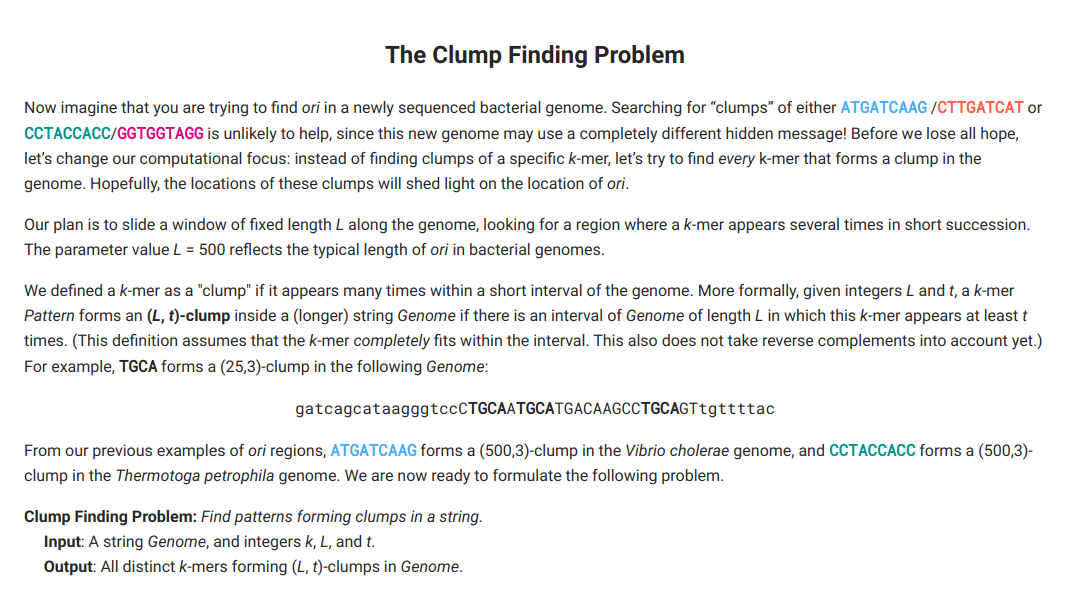 The Clump Finding Problem
Now imagine that you are trying to find ori in a newly sequenced bacterial genome. Searching for “clumps” of either ATGATCAAG /CTTGATCAT or
CCTACCACC/GGTGGTAGG is unlikely to help, since this new genome may use a completely different hidden message! Before we lose all hope,
let’s change our computational focus: instead of finding clumps of a specific k-mer, let’s try to find every k-mer that forms a clump in the
genome. Hopefully, the locations of these clumps will shed light on the location of ori.
Our plan is to slide a window of fixed length L along the genome, looking for a region where a k-mer appears several times in short succession.
The parameter value L = 500 reflects the typical length of ori in bacterial genomes.
We defined a k-mer as a "clump" if it appears many times within a short interval of the genome. More formally, given integers L and t, a k-mer
Pattern forms an (L, t)-clump inside a (longer) string Genome if there is an interval of Genome of length L in which this k-mer appears at least t
times. (This definition assumes that the k-mer completely fits within the interval. This also does not take reverse complements into account yet.)
For example, TGCA forms a (25,3)-clump in the following Genome:
gatcagcataagggtccCTGCAATGCATGACAAGCCTGCAGTtgttttac
From our previous examples of ori regions, ATGATCAAG forms a (500,3)-clump in the Vibrio cholerae genome, and CCTACCACC forms a (500,3)-
clump in the Thermotoga petrophila genome. We are now ready to formulate the following problem.
Clump Finding Problem: Find patterns forming clumps in a string.
Input: A string Genome, and integers k, L, and t.
Output: All distinct k-mers forming (L, t)-clumps in Genome.